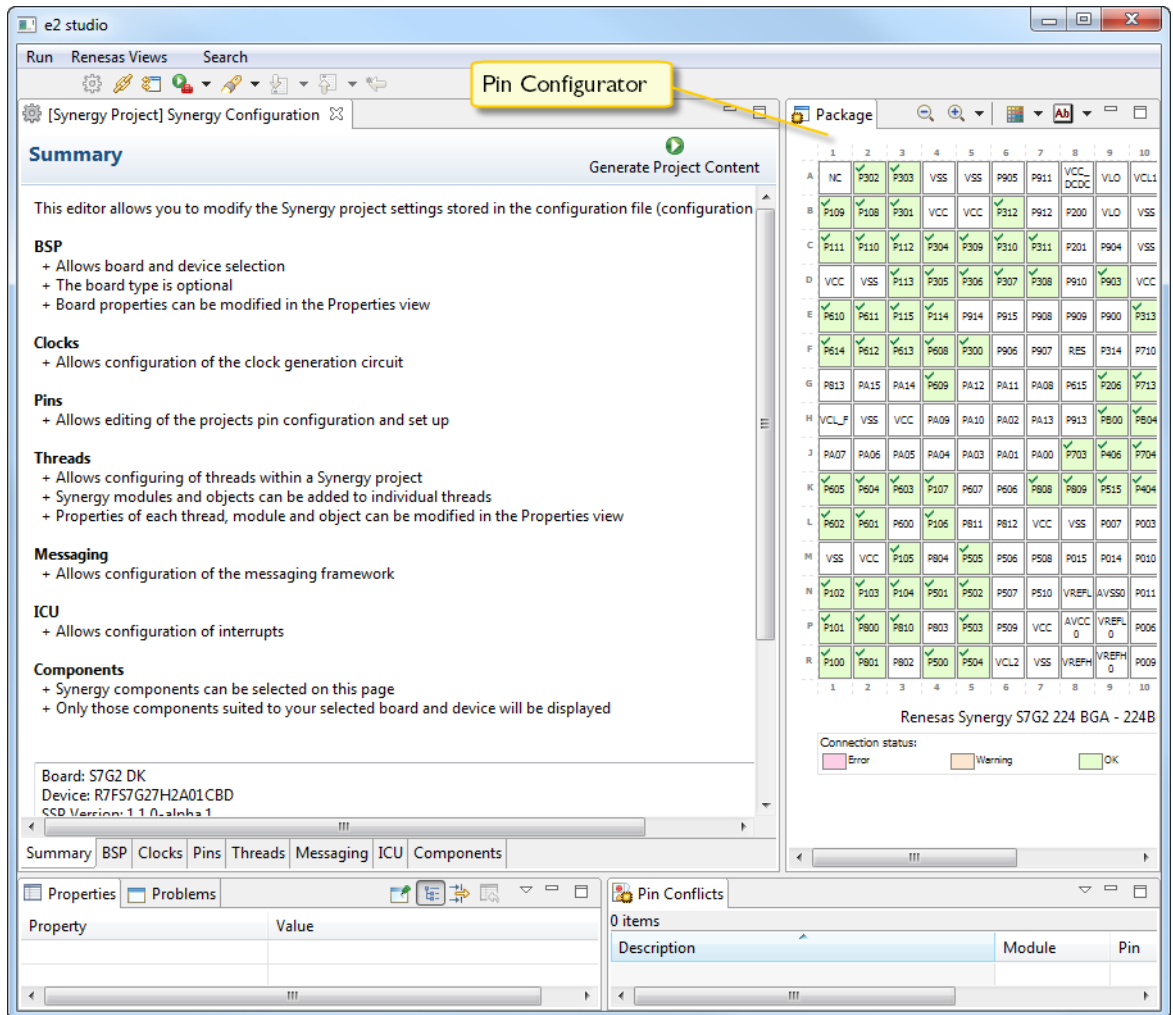 e2 studio
Run Renesas Views Search
Pin Configurator
[Synergy Project] Synergy Configuration
Summary
Generate Project Content
This editor allows you to modify the Synergy project settings stored in the configuration file (configuration
BSP
+ Allows board and device selection
+ The board type is optional
+ Board properties can be modified in the Properties view
Clocks
+ Allows configuration of the clock generation circuit
Pins
+ Allows editing of the projects pin configuration and set up
Threads
+ Allows configuring of threads within a Synergy project
+ Synergy modules and objects can be added to individual threads
+ Properties of each thread, module and object can be modified in the Properties view
Messaging
+ Allows configuration of the messaging framework
ICU
+ Allows configuration of interrupts
Components
+ Synergy components can be selected on this page
+ Only those components suited to your selected board and device will be displayed
Board: S7G2 DK
Device: R7FS7G27H2A01CBD
SSP Version: 1.1.0-alpha.1
Summary BSP Clocks Pins Threads Messaging ICU Components
Package Ab
1 2 3 4 5 6 7 8 9 10
A NC P302 P303 VSS VSS P905 P911 VCC_DCDC VLO VCL1
B P109 P108 P301 VCC VCC P312 P912 P200 VLO VSS
C P111 P110 P112 P304 P309 P310 P311 P201 P904 VSS
D VCC VSS P113 P305 P306 P307 P308 P910 P903 VCC
E P610 P611 P115 P114 P914 P915 P908 P909 P900 P313
F P614 P612 P613 P608 P300 P906 P907 RES P314 P710
G P813 PA15 PA14 P609 PA12 PA11 PA08 P615 P206 P713
H VCL_F VSS VCC PA09 PA10 PA02 PA13 P913 PB00 PB04
J PA07 PA06 PA05 PA04 PA03 PA01 PA00 P703 P406 P704
K P605 P604 P603 P107 P607 P606 P808 P809 P515 P404
L P602 P601 P600 P106 P811 P812 VCC VSS P007 P003
M VSS VCC P105 P804 P505 P506 P508 P015 P014 P010
N P102 P103 P104 P501 P502 P507 P510 VREFL AVSS0 P011
P P101 P800 P810 P803 P503 P509 VCC AVCC0 VREFL0 P006
R P100 P801 P802 P500 P504 VCL2 VSS VREFH VREFH0 P009
1 2 3 4 5 6 7 8 9 10
Renesas Synergy S7G2 224 BGA - 224B
Connection status:
Error Warning OK
Properties Problems
Property Value
Pin Conflicts
0 items
Description Module Pin